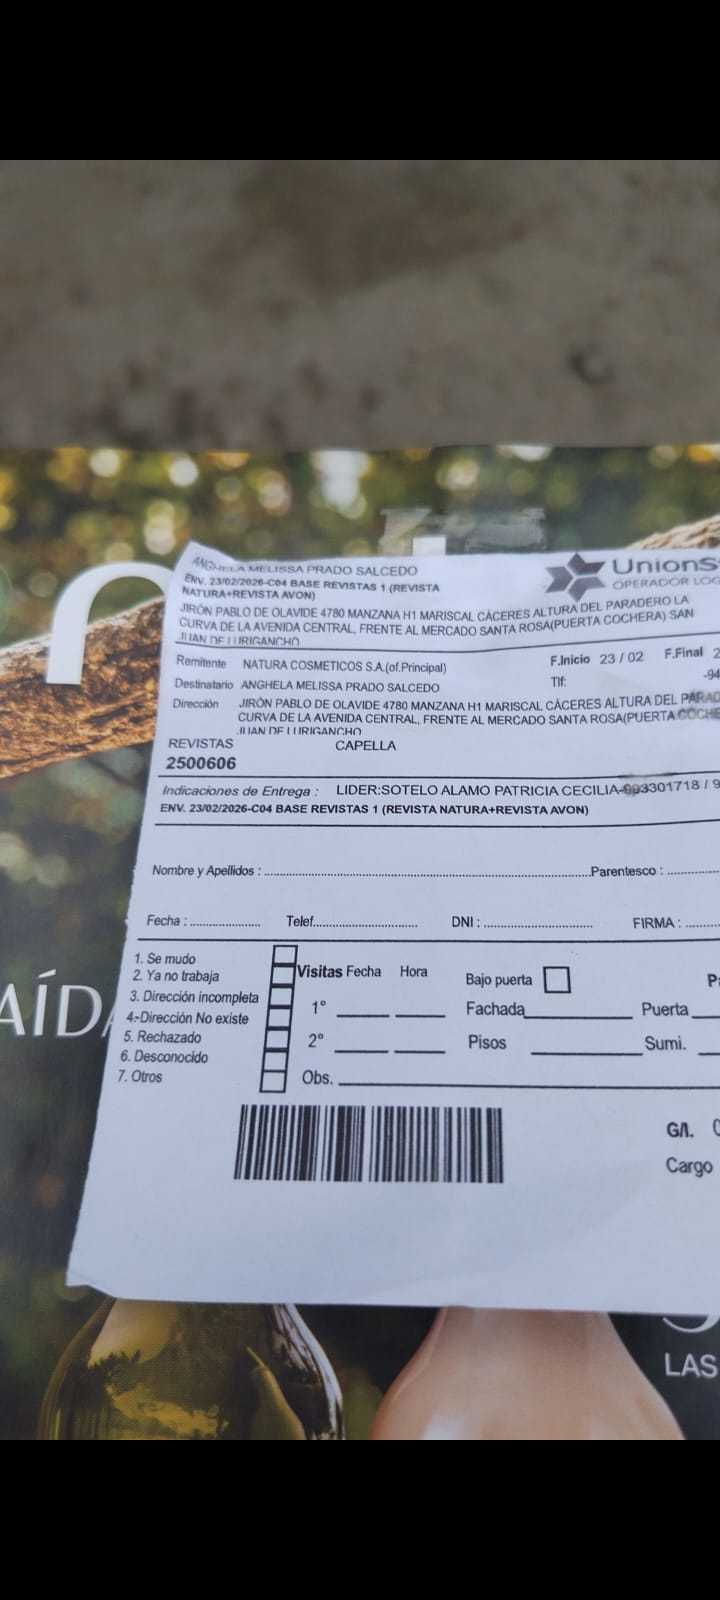 ANGHELA MELISSA PRADO SALCEDO
ENV. 23/02/2026-C04 BASE REVISTAS 1 (REVISTA
NATURA+REVISTA AVON)
UnionS
OPERADOR LOG
JIRÓN PABLO DE OLAVIDE 4780 MANZANA H1 MARISCAL CÁCERES ALTURA DEL PARADERO LA
CURVA DE LA AVENIDA CENTRAL, FRENTE AL MERCADO SANTA ROSA(PUERTA COCHERA) SAN
JUAN DE LURIGANCHO
Remitente NATURA COSMETICOS S.A.(of.Principal) F.Inicio 23 / 02 F.Final 2
Destinatario ANGHELA MELISSA PRADO SALCEDO Tlf: -94
Dirección JIRÓN PABLO DE OLAVIDE 4780 MANZANA H1 MARISCAL CÁCERES ALTURA DEL PARAD
CURVA DE LA AVENIDA CENTRAL, FRENTE AL MERCADO SANTA ROSA(PUERTA COCHE
JUAN DE LURIGANCHO
REVISTAS CAPELLA
2500606
Indicaciones de Entrega : LIDER:SOTELO ALAMO PATRICIA CECILIA-993301718 / 9
ENV. 23/02/2026-C04 BASE REVISTAS 1 (REVISTA NATURA+REVISTA AVON)
Nombre y Apellidos : Parentesco :
Fecha : Telef. DNI : FIRMA :
1. Se mudo
2. Ya no trabaja
3. Dirección incompleta
4.-Dirección No existe
5. Rechazado
6. Desconocido
7. Otros
Visitas Fecha Hora Bajo puerta Pa
1° Fachada Puerta
2° Pisos Sumi.
Obs.
G/I. 0
Cargo
AÍDA
LAS